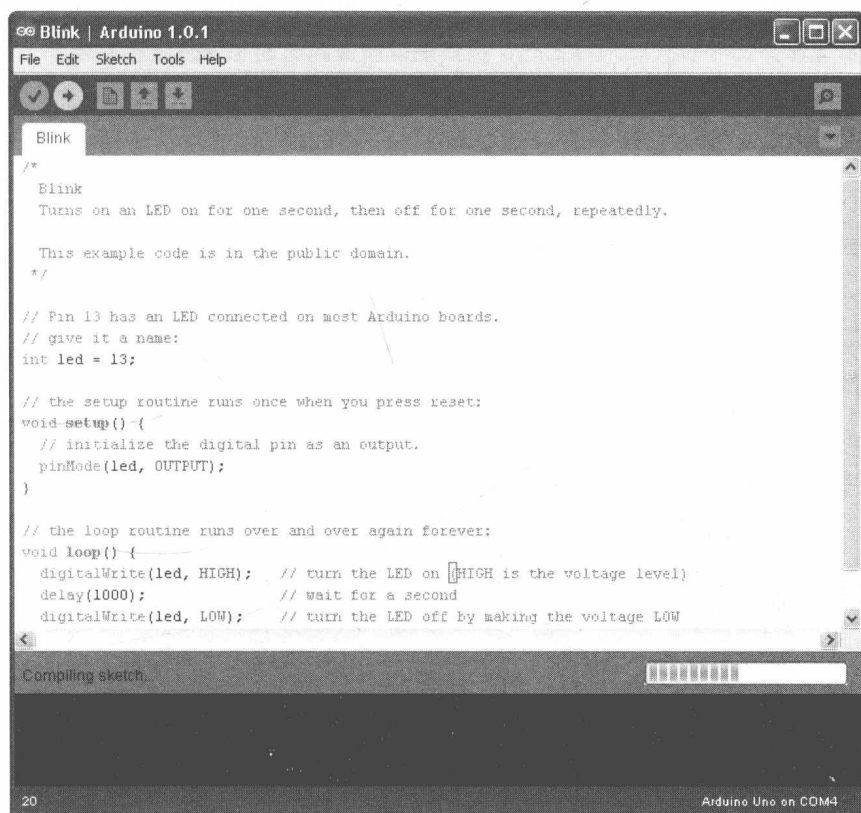 Blink | Arduino 1.0.1
File Edit Sketch Tools Help
Blink
/*
  Blink
  Turns on an LED on for one second, then off for one second, repeatedly.

  This example code is in the public domain.
 */

// Pin 13 has an LED connected on most Arduino boards.
// give it a name:
int led = 13;

// the setup routine runs once when you press reset:
void setup() {
  // initialize the digital pin as an output.
  pinMode(led, OUTPUT);
}

// the loop routine runs over and over again forever:
void loop() {
  digitalWrite(led, HIGH);   // turn the LED on (HIGH is the voltage level)
  delay(1000);               // wait for a second
  digitalWrite(led, LOW);    // turn the LED off by making the voltage LOW
Compiling sketch...
20 Arduino Uno on COM4